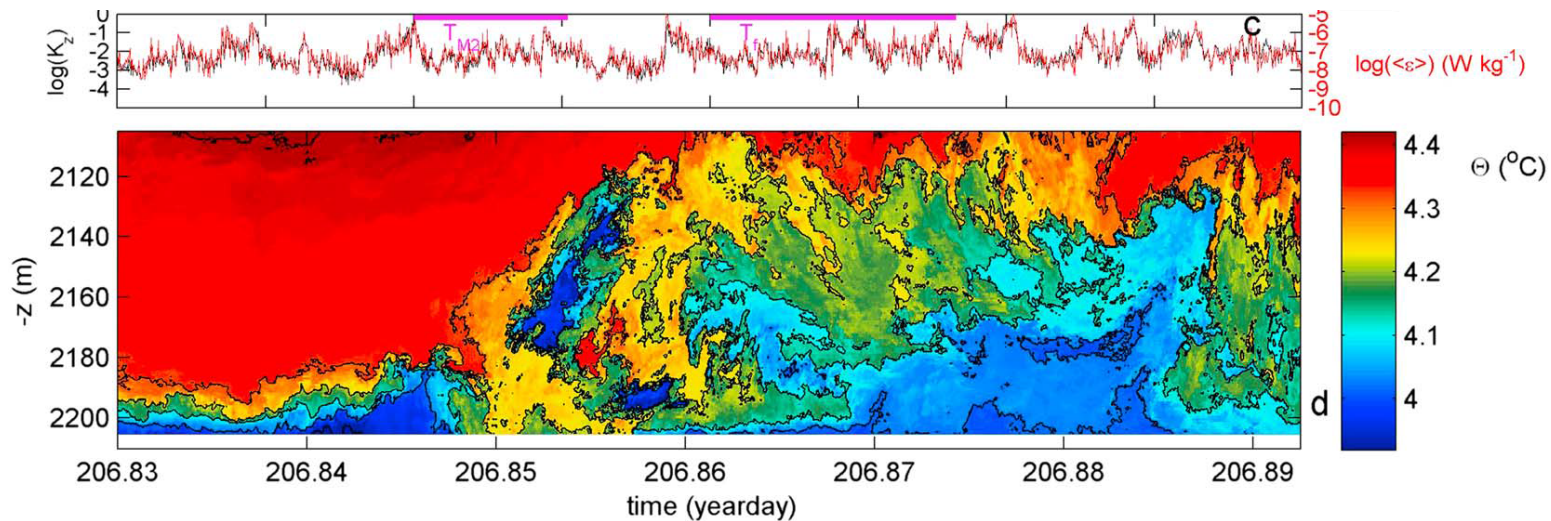 0
-1
-2
-3
-4
log(K_z)
T_M2
T_f
c
-5
-6
-7
-8
-9
-10
log(<ε>) (W kg⁻¹)
2120
2140
2160
2180
2200
-z (m)
d
4.4
4.3
4.2
4.1
4
Θ (°C)
206.83 206.84 206.85 206.86 206.87 206.88 206.89
time (yearday)